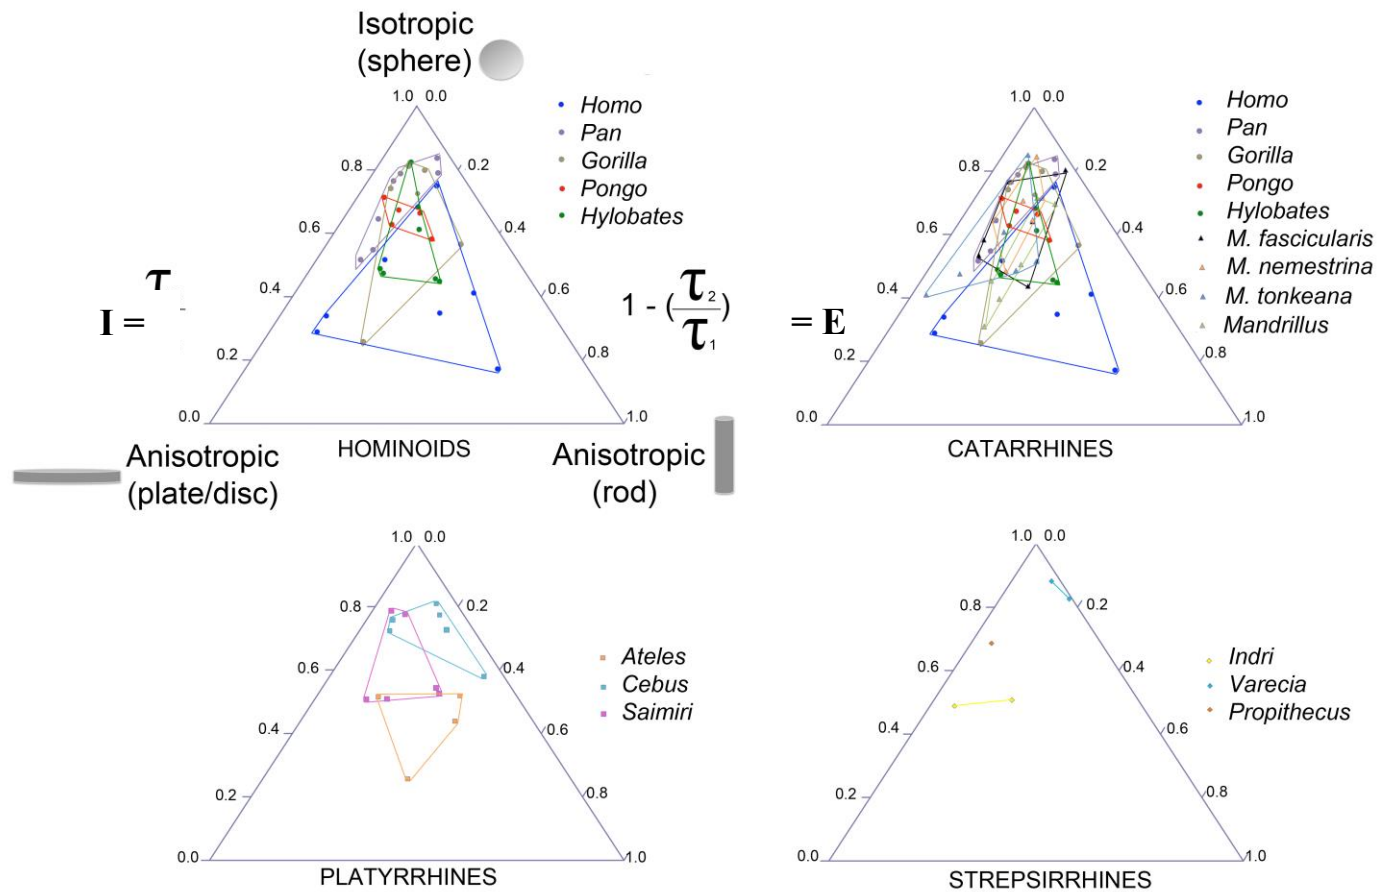 Isotropic
(sphere)
1.0 0.0
0.8
0.2
0.6
0.4
0.4
0.6
0.2
0.8
0.0
1.0
Homo
Pan
Gorilla
Pongo
Hylobates
I =
τ
1 - (τ2
τ1)
= E
HOMINOIDS
Anisotropic
(plate/disc)
Anisotropic
(rod)
1.0 0.0
0.8
0.2
0.6
0.4
0.4
0.6
0.2
0.8
0.0
1.0
Homo
Pan
Gorilla
Pongo
Hylobates
M. fascicularis
M. nemestrina
M. tonkeana
Mandrillus
CATARRHINES
1.0 0.0
0.8
0.2
0.6
0.4
0.4
0.6
0.2
0.8
0.0
1.0
Ateles
Cebus
Saimiri
PLATYRRHINES
1.0 0.0
0.8
0.2
0.6
0.4
0.4
0.6
0.2
0.8
0.0
1.0
Indri
Varecia
Propithecus
STREPSIRRHINES